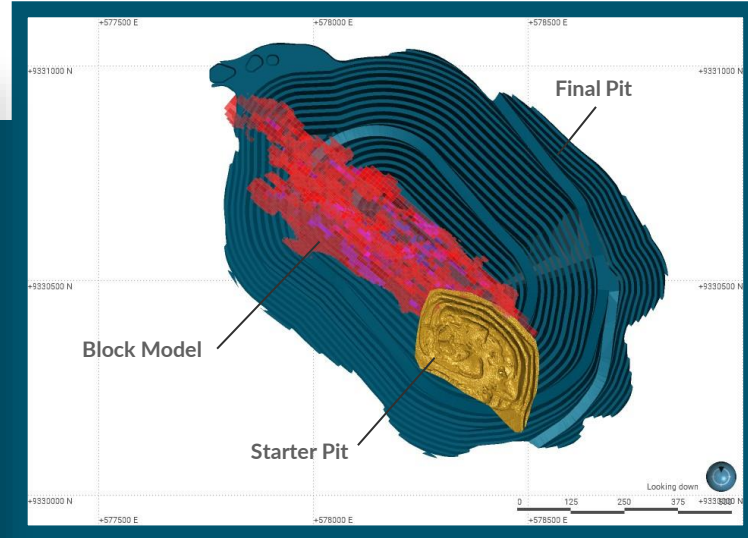 +577500 E
+578000 E
+578500 E
+9331000 N
+9331000 N
Final Pit
+9330500 N
+9330500 N
Block Model
Starter Pit
Looking down
0 125 250 375 500
+9330000 N
+9330000 N
+577500 E
+578000 E
+578500 E